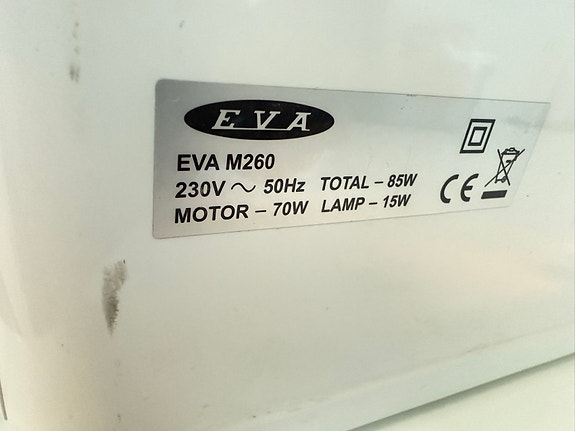 EVA
EVA M260
230V ~ 50Hz TOTAL – 85W
MOTOR – 70W LAMP – 15W
CE